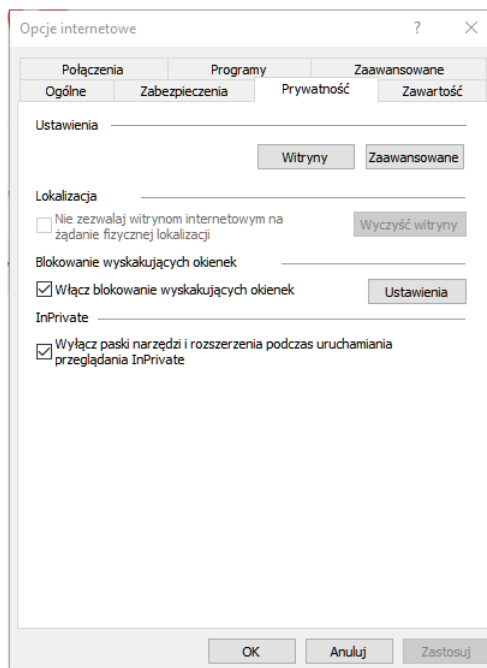 Opcje internetowe
Połączenia Programy Zaawansowane
Ogólne Zabezpieczenia Prywatność Zawartość
Ustawienia
Witryny Zaawansowane
Lokalizacja
Nie zezwalaj witrynom internetowym na
żądanie fizycznej lokalizacji
Wyczyść witryny
Blokowanie wyskakujących okienek
Włącz blokowanie wyskakujących okienek
Ustawienia
InPrivate
Wyłącz paski narzędzi i rozszerzenia podczas uruchamiania
przeglądania InPrivate
OK Anuluj Zastosuj